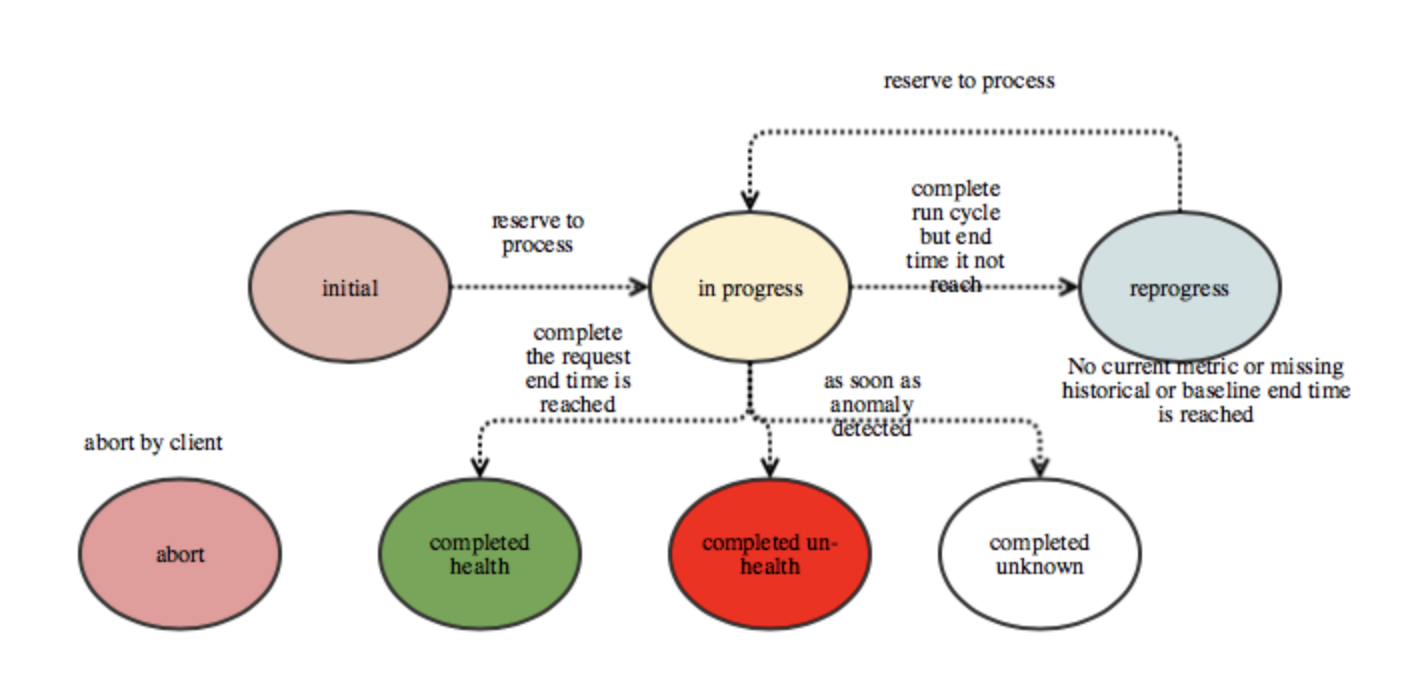 reserve to process
complete
run cycle
but end
time it not
reach
reserve to
process
initial
in progress
reprogress
complete
the request
end time is
reached
as soon as
anomaly
detected
No current metric or missing
historical or baseline end time
is reached
abort by client
abort
completed
health
completed un-
health
completed
unknown